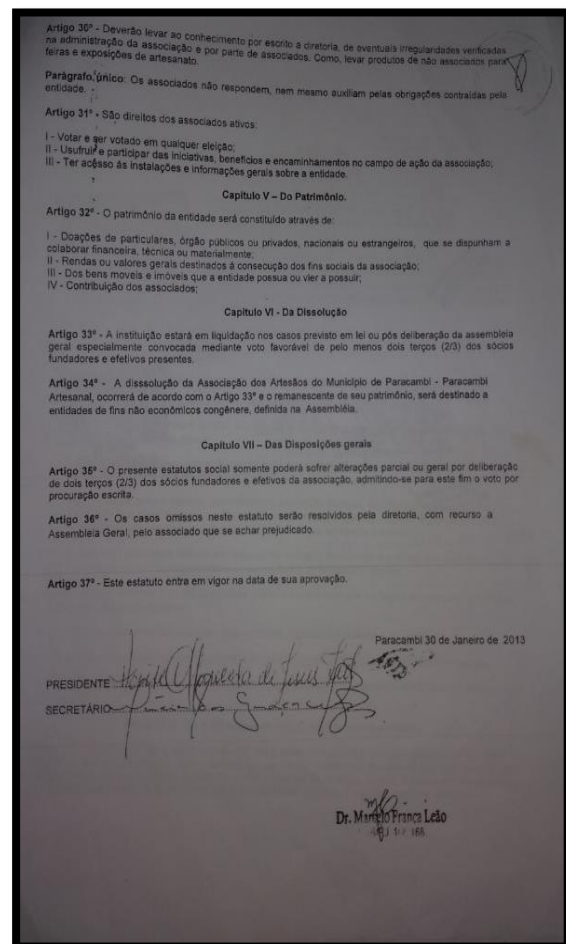 Artigo 30º - Deverão levar ao conhecimento por escrito a diretoria, de eventuais irregularidades verificadas
na administração da associação e por parte de associados. Como, levar produtos de não associados para
feiras e exposições de artesanato.
Parágrafo único: Os associados não respondem, nem mesmo auxiliam pelas obrigações contraídas pela
entidade.
Artigo 31º - São direitos dos associados ativos:
I - Votar e ser votado em qualquer eleição;
II - Usufruir e participar das iniciativas, benefícios e encaminhamentos no campo de ação da associação;
III - Ter acesso ás instalações e informações gerais sobre a entidade.
Capítulo V – Do Patrimônio.
Artigo 32º - O patrimônio da entidade será constituído através de:
I - Doações de particulares, órgão públicos ou privados, nacionais ou estrangeiros, que se dispunham a
colaborar financeira, técnica ou materialmente;
II - Rendas ou valores gerais destinados á consecução dos fins sociais da associação;
III - Dos bens moveis e imóveis que a entidade possua ou vier a possuir;
IV - Contribuição dos associados;
Capítulo VI - Da Dissolução
Artigo 33º - A instituição estará em liquidação nos casos previsto em lei ou pós deliberação da assembleia
geral especialmente convocada mediante voto favorável de pelo menos dois terços (2/3) dos sócios
fundadores e efetivos presentes.
Artigo 34º - A disssolução da Associação dos Artesãos do Município de Paracambi - Paracambi
Artesanal, ocorrerá de acordo com o Artigo 33º e o remanescente de seu patrimônio, será destinado a
entidades de fins não econômicos congênere, definida na Assembléia.
Capítulo VII – Das Disposições gerais
Artigo 35º - O presente estatutos social somente poderá sofrer alterações parcial ou geral por deliberação
de dois terços (2/3) dos sócios fundadores e efetivos da associação, admitindo-se para este fim o voto por
procuração escrita.
Artigo 36º - Os casos omissos neste estatuto serão resolvidos pela diretoria, com recurso a
Assembleia Geral, pelo associado que se achar prejudicado.
Artigo 37º - Este estatuto entra em vigor na data de sua aprovação.
Paracambi 30 de Janeiro de 2013
PRESIDENTE
SECRETÁRIO
Dr. Marcelo França Leão